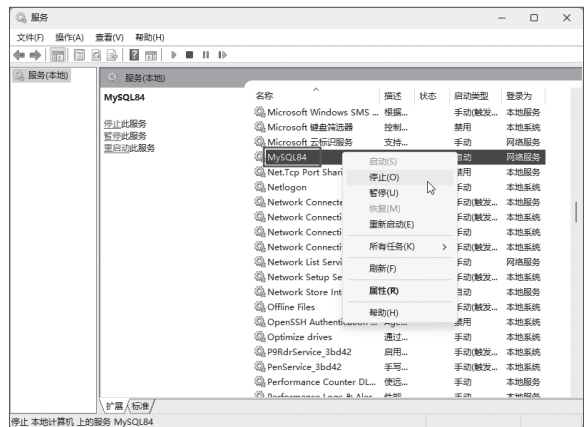 服务
文件(F) 操作(A) 查看(V) 帮助(H)
服务(本地)
服务(本地)
MySQL84
停止此服务
暂停此服务
重启动此服务
名称 描述 状态 启动类型 登录为
Microsoft Windows SMS ... 根据... 手动(触发... 本地服务
Microsoft 键盘筛选器 控制... 禁用 本地系统
Microsoft 云标识服务 支持... 手动 网络服务
MySQL84 自动 网络服务
Net.Tcp Port Shari 禁用 本地服务
Netlogon 手动 本地系统
Network Connecte 手动(触发... 本地服务
Network Connecti 手动(触发... 本地系统
Network Connecti 手动 本地系统
Network Connecti 手动(触发... 本地系统
Network List Servi 手动 网络服务
Network Setup Se 手动(触发... 本地系统
Network Store Int 自动 本地服务
Offline Files 手动(触发... 本地系统
OpenSSH Authentication ... Age... 禁用 本地系统
Optimize drives 通过... 手动 本地系统
P9RdrService_3bd42 启用... 手动(触发... 本地系统
PenService_3bd42 手写... 手动(触发... 本地系统
Performance Counter DL... 使远... 手动 本地服务
Performance Logs & Aler 性能 手动 本地服务
启动(S)
停止(O)
暂停(U)
恢复(M)
重新启动(E)
所有任务(K)
刷新(F)
属性(R)
帮助(H)
扩展 标准
停止 本地计算机 上的服务 MySQL84